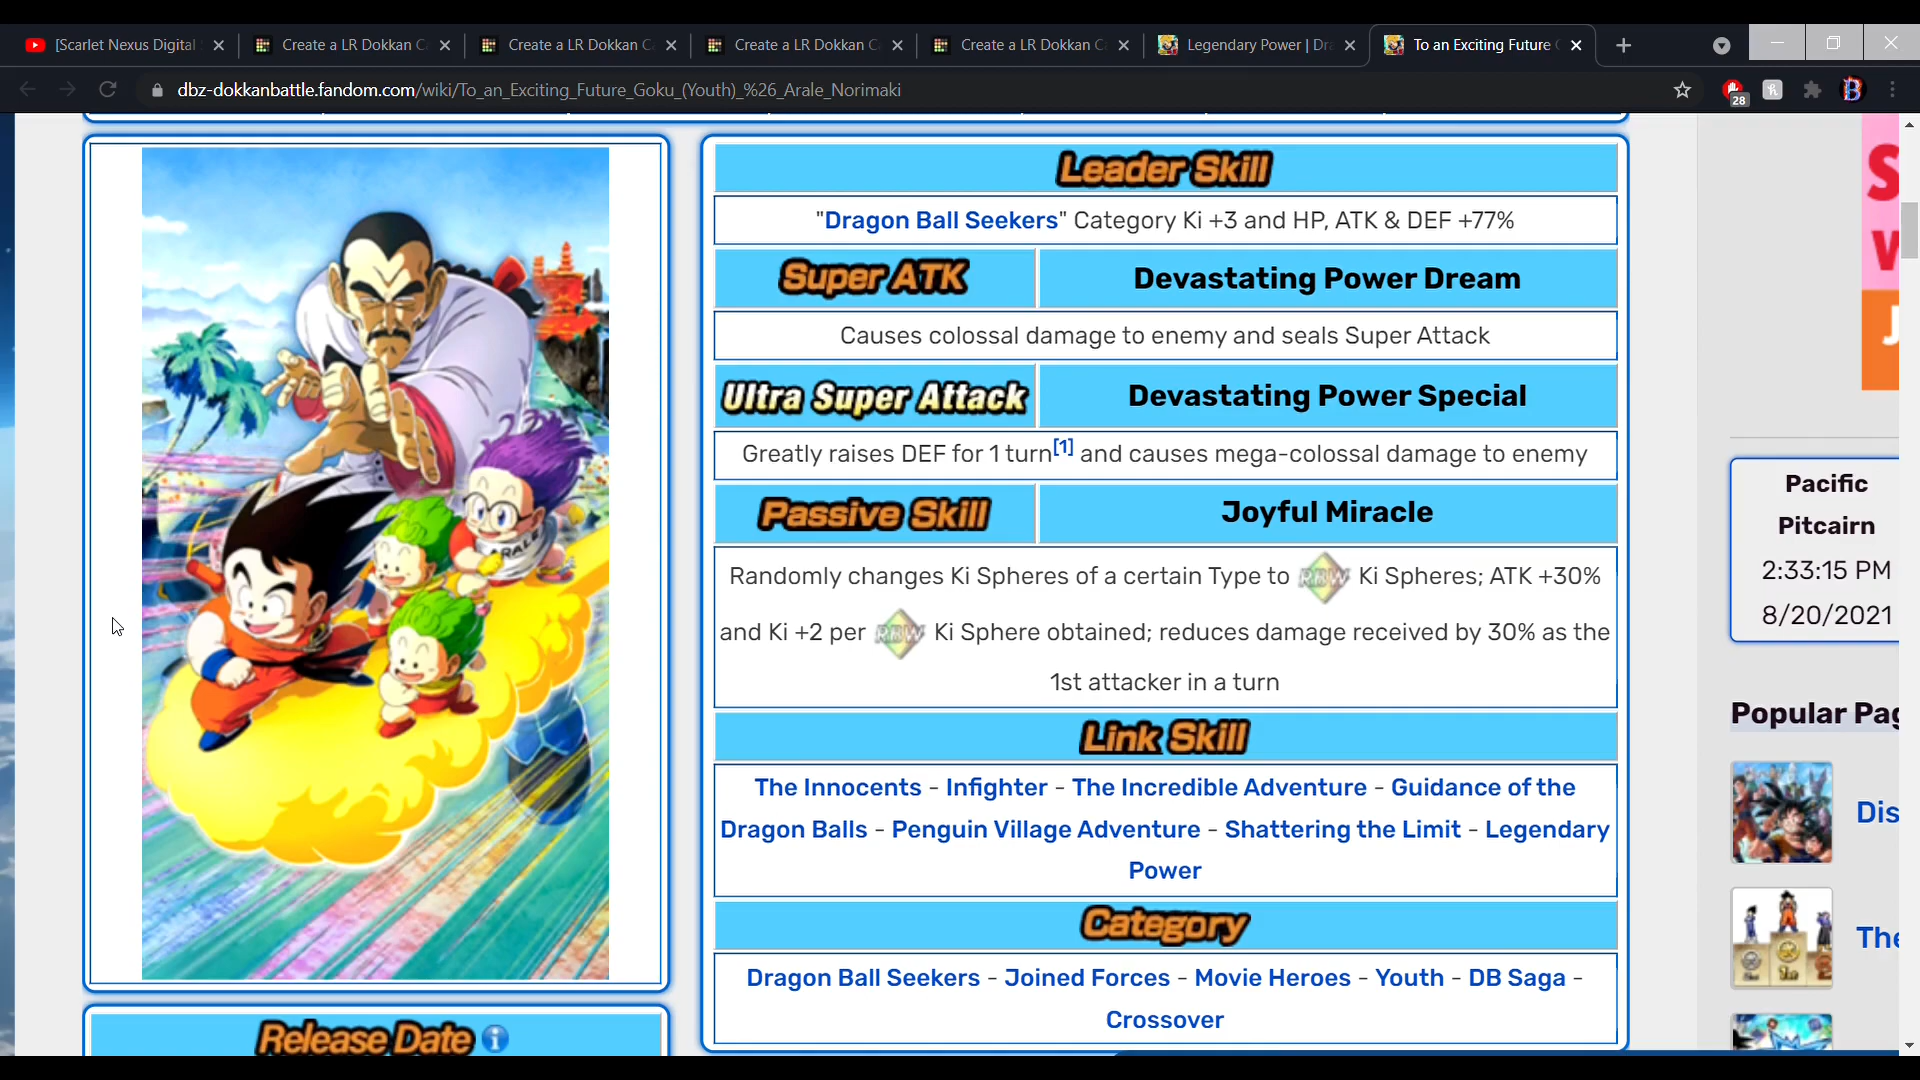 [Scarlet Nexus Digital
Create a LR Dokkan C
Create a LR Dokkan C
Create a LR Dokkan C
Create a LR Dokkan C
Legendary Power | Dra
To an Exciting Future
dbz-dokkanbattle.fandom.com/wiki/To_an_Exciting_Future_Goku_(Youth)_%26_Arale_Norimaki
28
Leader Skill
"Dragon Ball Seekers" Category Ki +3 and HP, ATK & DEF +77%
Super ATK
Devastating Power Dream
Causes colossal damage to enemy and seals Super Attack
Ultra Super Attack
Devastating Power Special
Greatly raises DEF for 1 turn[1] and causes mega-colossal damage to enemy
Passive Skill
Joyful Miracle
Randomly changes Ki Spheres of a certain Type to RBW Ki Spheres; ATK +30%
and Ki +2 per RBW Ki Sphere obtained; reduces damage received by 30% as the
1st attacker in a turn
Link Skill
The Innocents - Infighter - The Incredible Adventure - Guidance of the
Dragon Balls - Penguin Village Adventure - Shattering the Limit - Legendary
Power
Category
Dragon Ball Seekers - Joined Forces - Movie Heroes - Youth - DB Saga -
Crossover
ARALE
Release Date
S
W
J
Pacific
Pitcairn
2:33:15 PM
8/20/2021
Popular Pag
Dis
The